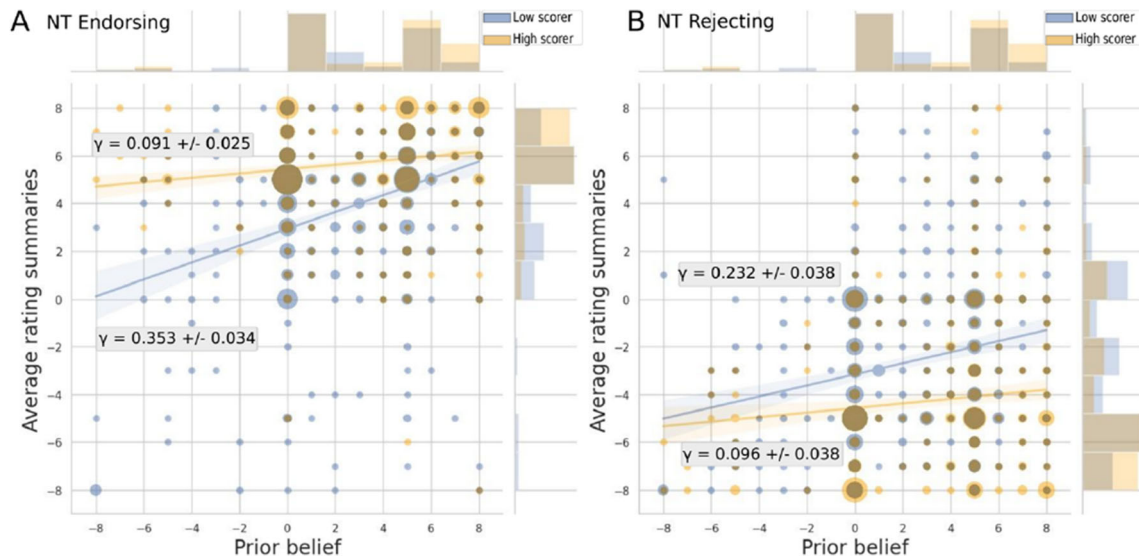 A NT Endorsing
Low scorer
High scorer
Average rating summaries
8
6
4
2
0
−2
−4
−6
−8
γ = 0.091 +/- 0.025
γ = 0.353 +/- 0.034
−8 −6 −4 −2 0 2 4 6 8
Prior belief
B NT Rejecting
Low scorer
High scorer
Average rating summaries
8
6
4
2
0
−2
−4
−6
−8
γ = 0.232 +/- 0.038
γ = 0.096 +/- 0.038
−8 −6 −4 −2 0 2 4 6 8
Prior belief